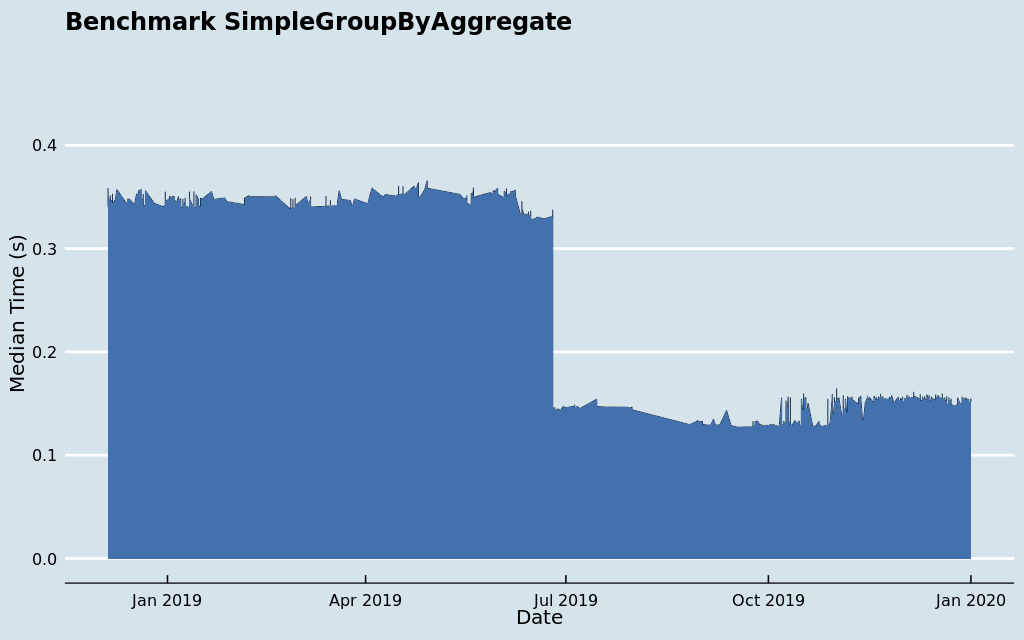 Benchmark SimpleGroupByAggregate
Median Time (s)
0.4
0.3
0.2
0.1
0.0
Jan 2019
Apr 2019
Jul 2019
Oct 2019
Jan 2020
Date